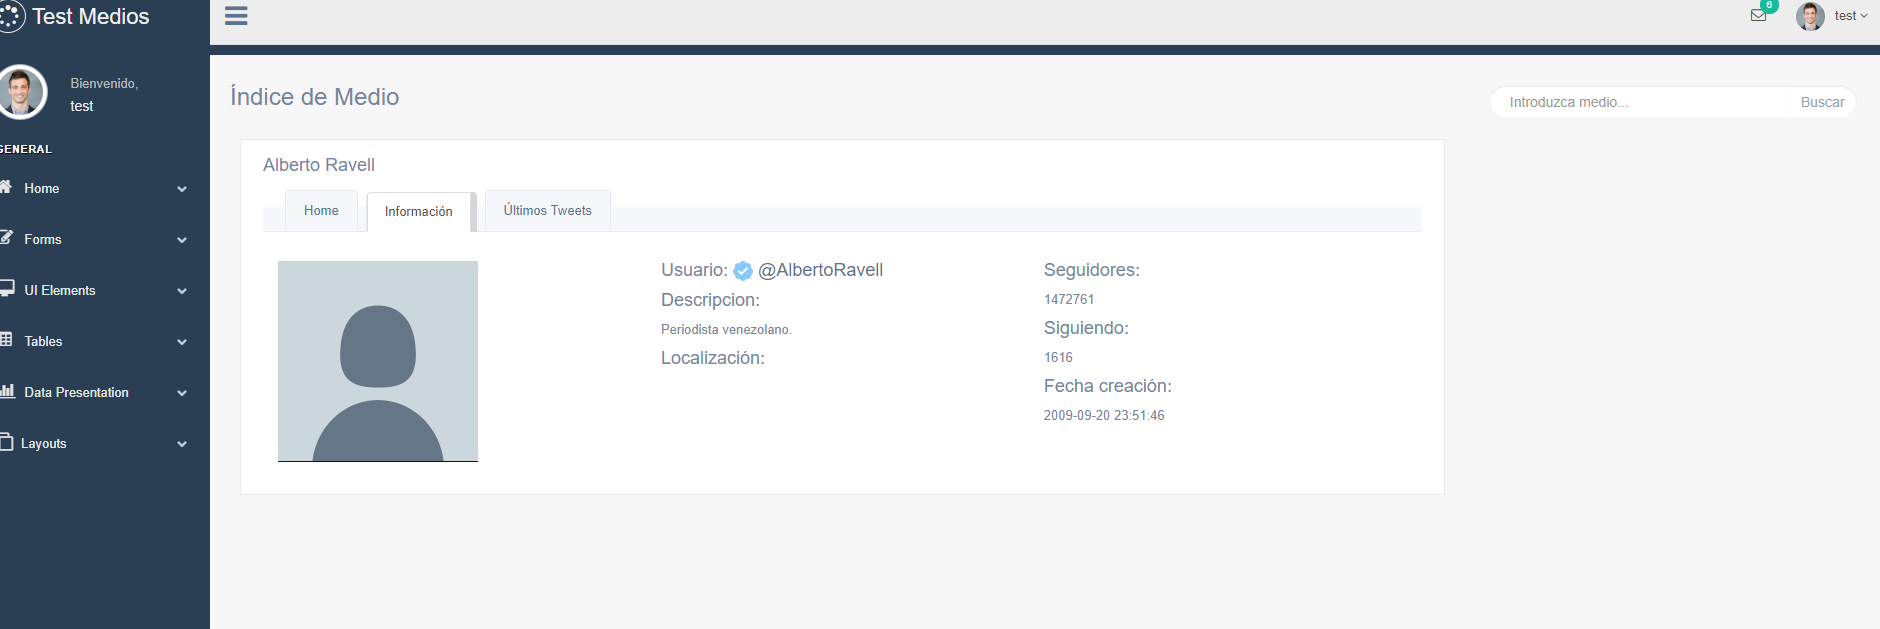 Test Medios
6
test
Bienvenido,
test
GENERAL
Home
Forms
UI Elements
Tables
Data Presentation
Layouts
Índice de Medio
Introduzca medio...
Buscar
Alberto Ravell
Home
Información
Últimos Tweets
Usuario: @AlbertoRavell
Descripcion:
Periodista venezolano.
Localización:
Seguidores:
1472761
Siguiendo:
1616
Fecha creación:
2009-09-20 23:51:46